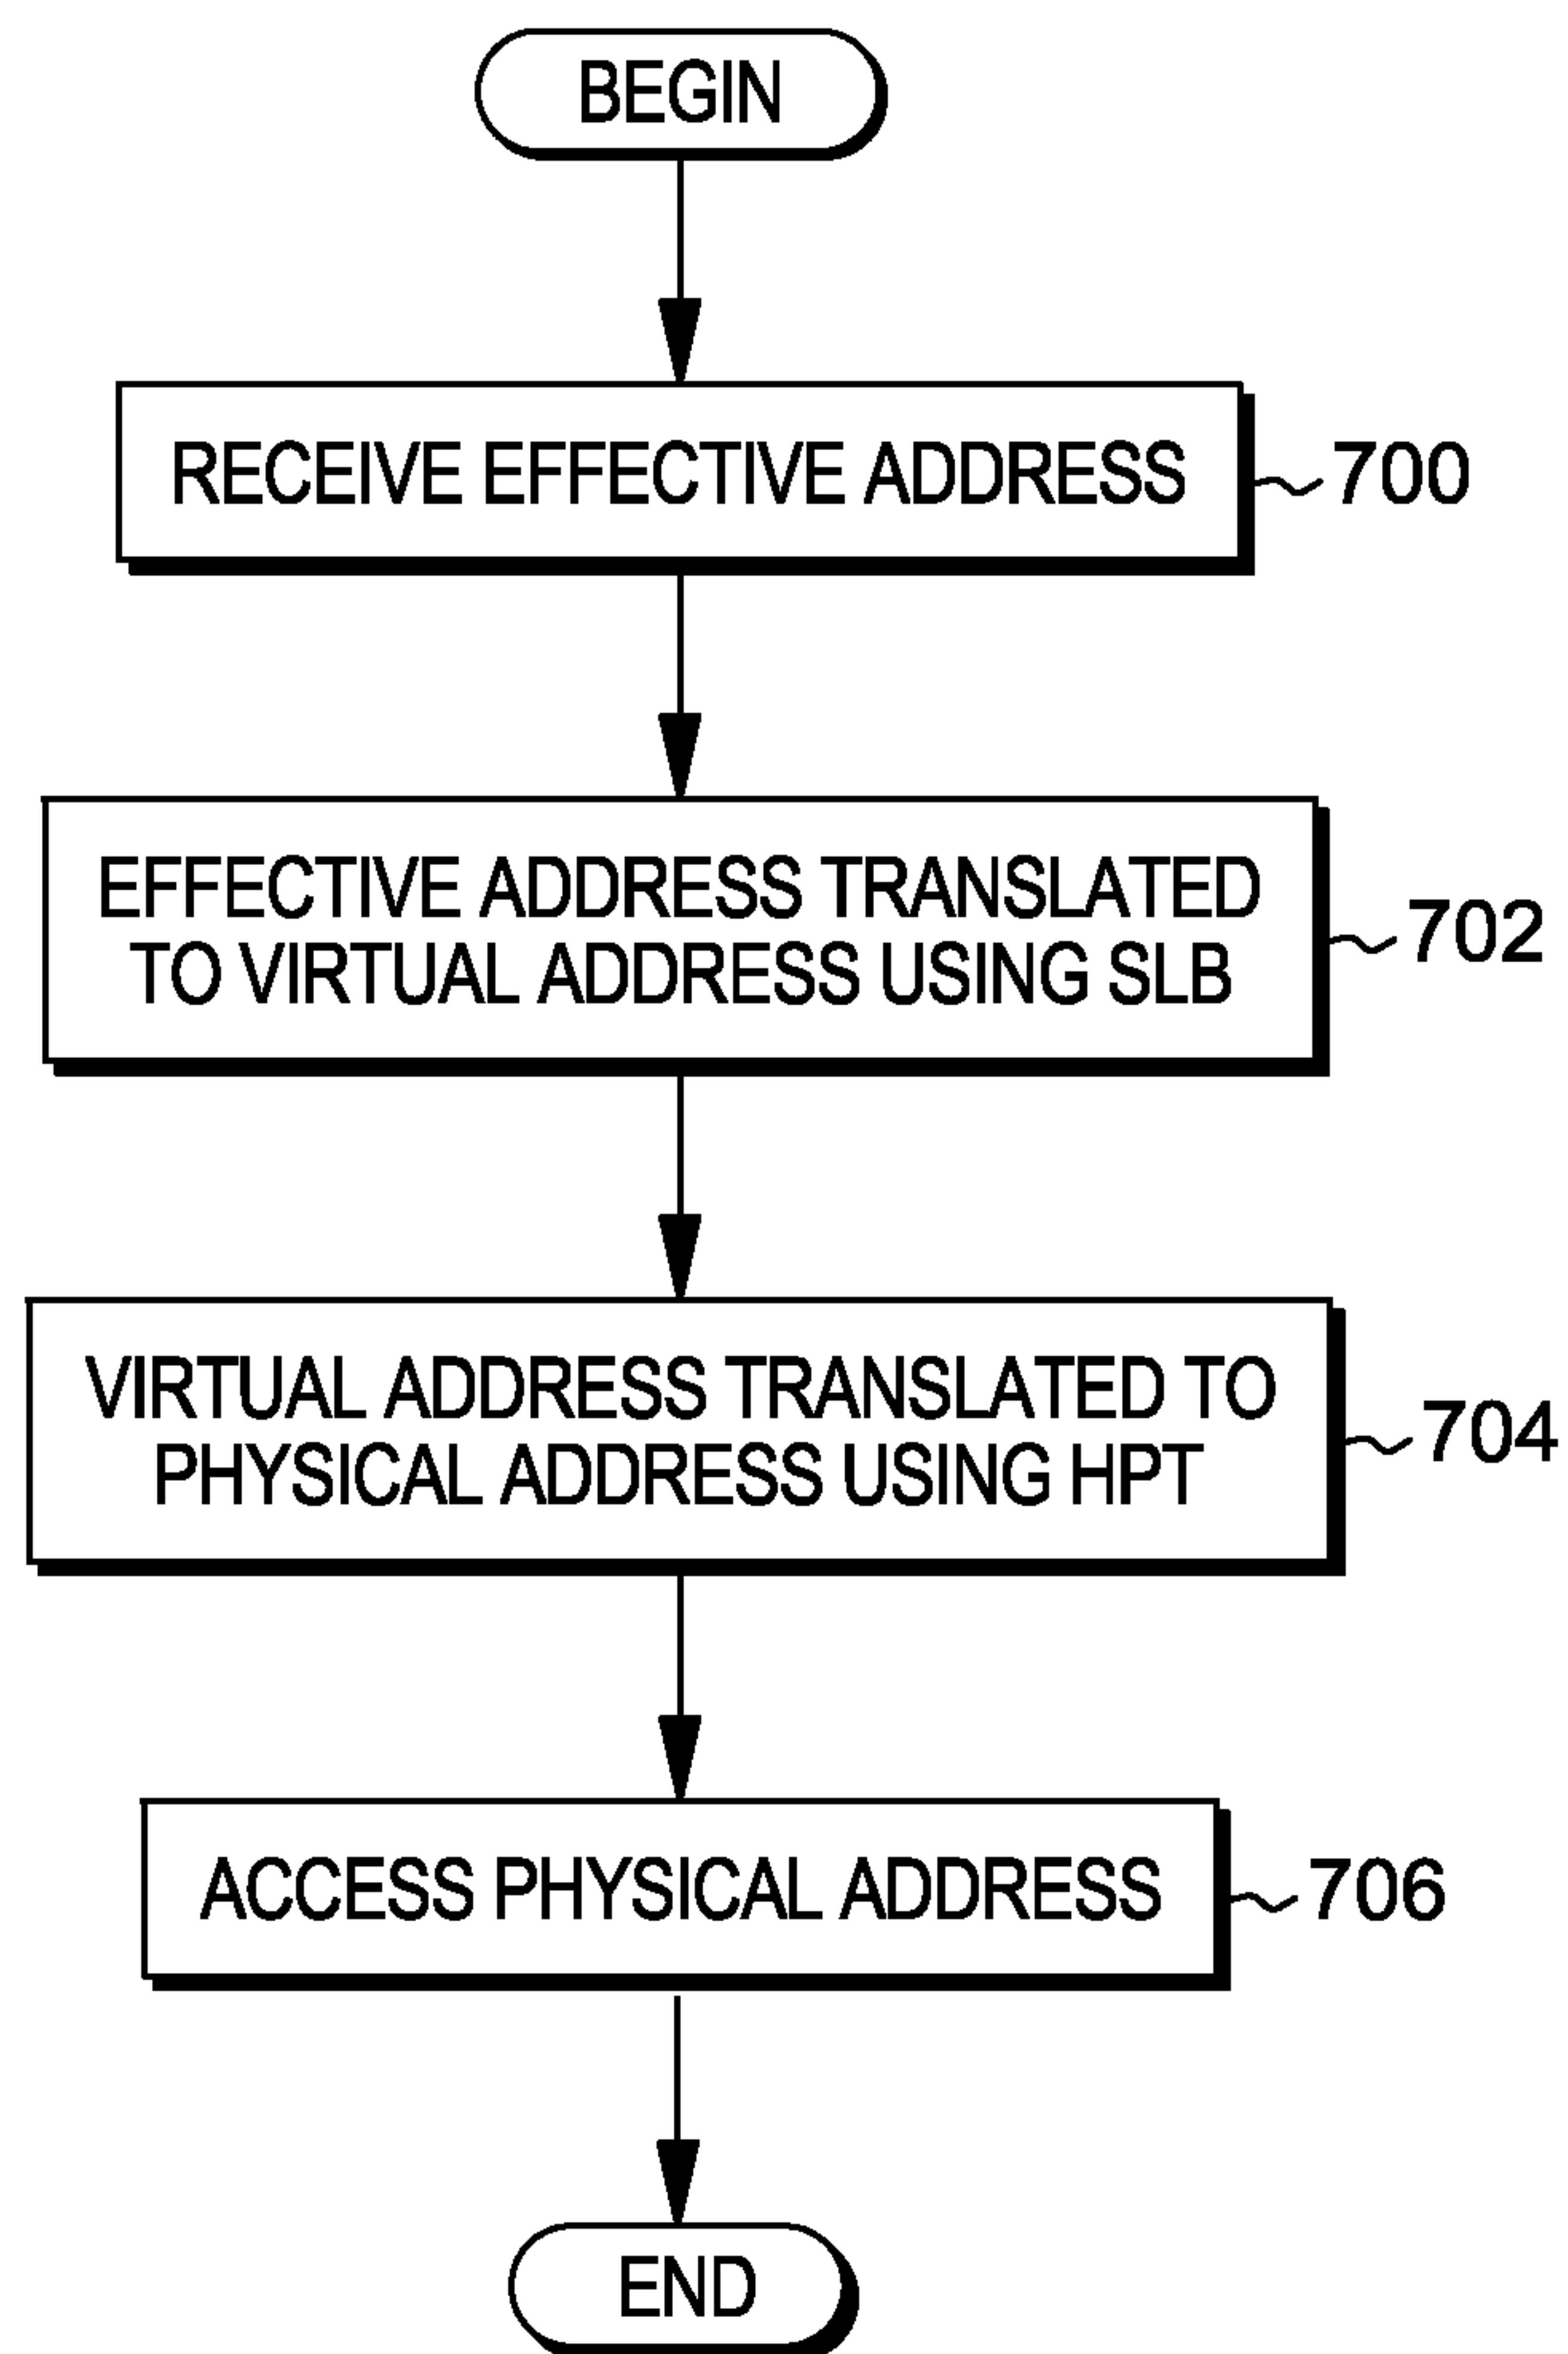 BEGIN
RECEIVE EFFECTIVE ADDRESS
700
EFFECTIVE ADDRESS TRANSLATED
TO VIRTUAL ADDRESS USING SLB
702
VIRTUAL ADDRESS TRANSLATED TO
PHYSICAL ADDRESS USING HPT
704
ACCESS PHYSICAL ADDRESS
706
END